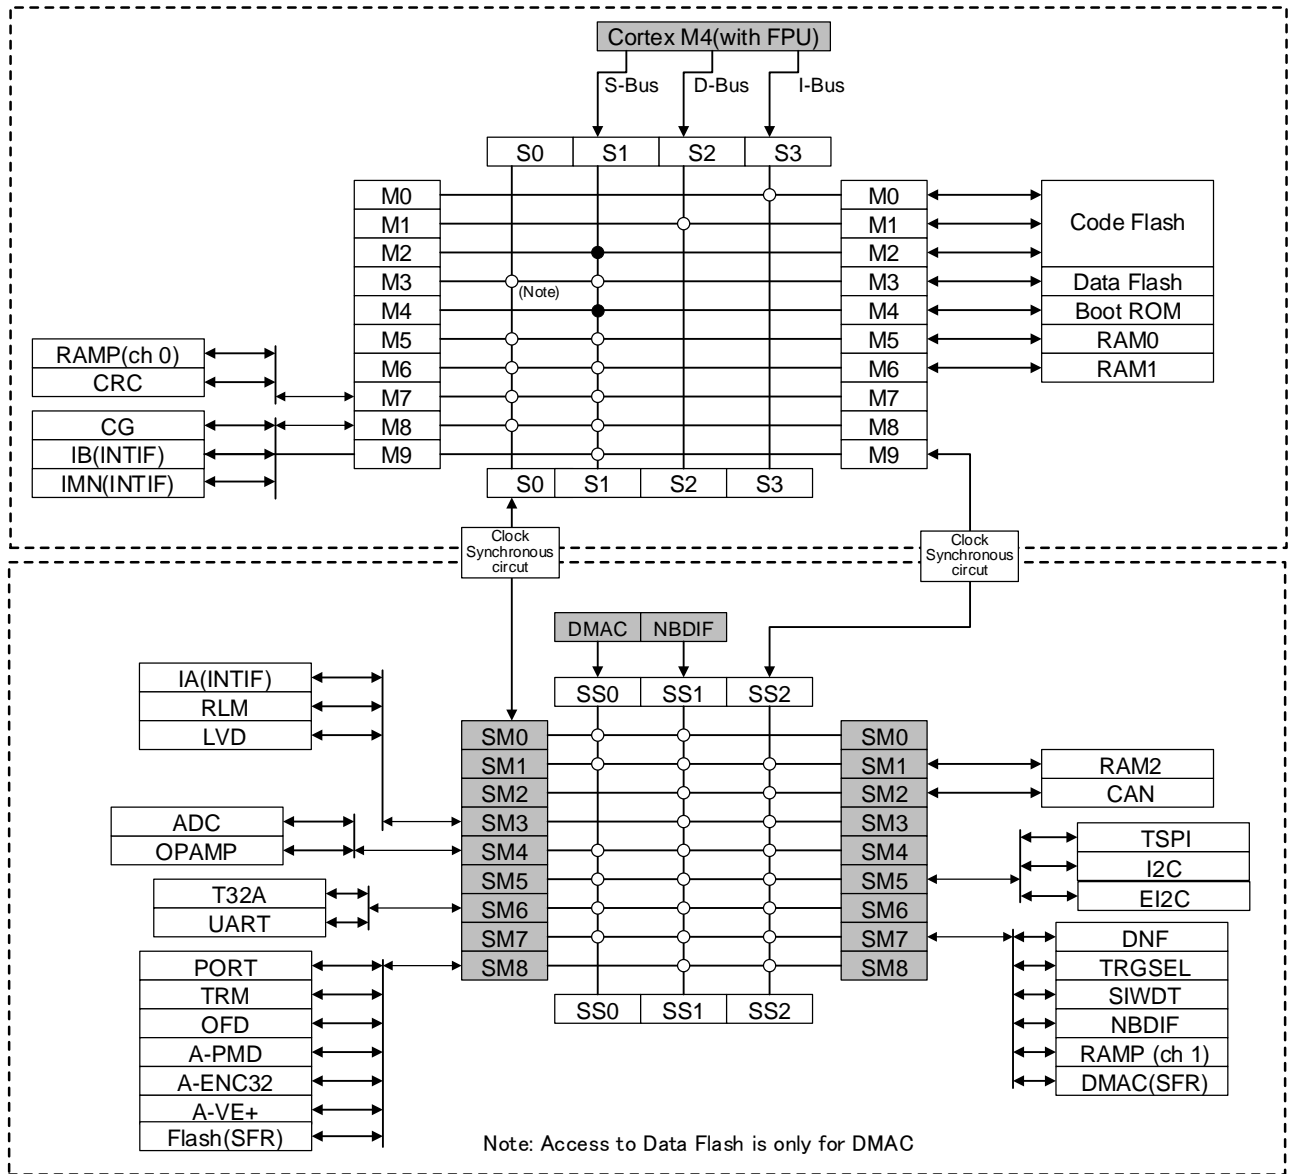 Cortex M4(with FPU)
S-Bus D-Bus I-Bus
S0 S1 S2 S3
M0 M0
M1 M1 Code Flash
M2 M2
M3 (Note) M3 Data Flash
M4 M4 Boot ROM
RAMP(ch 0) M5 M5 RAM0
CRC M6 M6 RAM1
M7 M7
CG M8 M8
IB(INTIF) M9 M9
IMN(INTIF) S0 S1 S2 S3
Clock
Synchronous
circut
Clock
Synchronous
circut
DMAC NBDIF
IA(INTIF) SS0 SS1 SS2
RLM
LVD SM0 SM0
SM1 SM1 RAM2
SM2 SM2 CAN
ADC SM3 SM3 TSPI
OPAMP SM4 SM4 I2C
T32A SM5 SM5 EI2C
UART SM6 SM6
SM7 SM7 DNF
PORT SM8 SM8 TRGSEL
TRM SIWDT
OFD SS0 SS1 SS2 NBDIF
A-PMD RAMP (ch 1)
A-ENC32 DMAC(SFR)
A-VE+
Flash(SFR)
Note: Access to Data Flash is only for DMAC